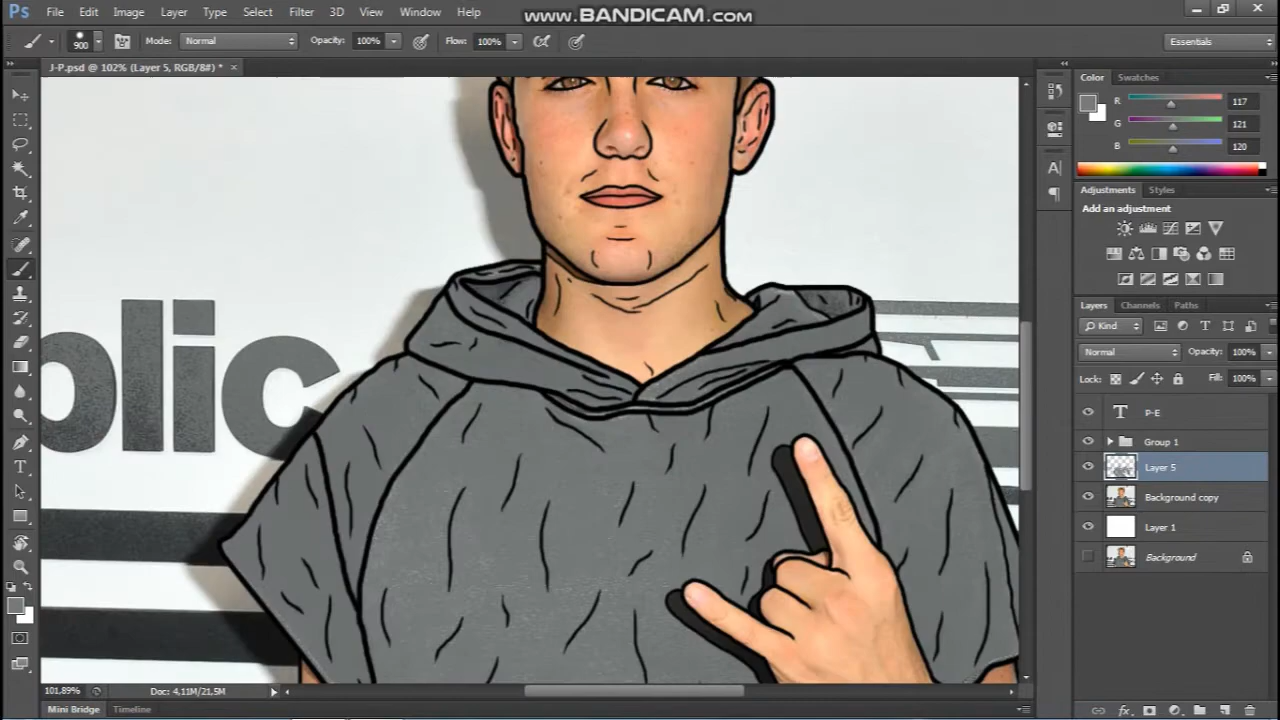 www.BANDICAM.com
Ps File Edit Image Layer Type Select Filter 3D View Window Help
900 Mode: Normal Opacity: 100% Flow: 100% Essentials
J-P.psd @ 102% (Layer 5, RGB/8#) * ×
Color Swatches
R 117
G 121
B 120
Adjustments Styles
Add an adjustment
Layers Channels Paths
Kind
Normal Opacity: 100%
Lock: Fill: 100%
P-E
Group 1
Layer 5
Background copy
Layer 1
Background
blic
101,89% Doc: 4,11M/21,5M
Mini Bridge Timeline